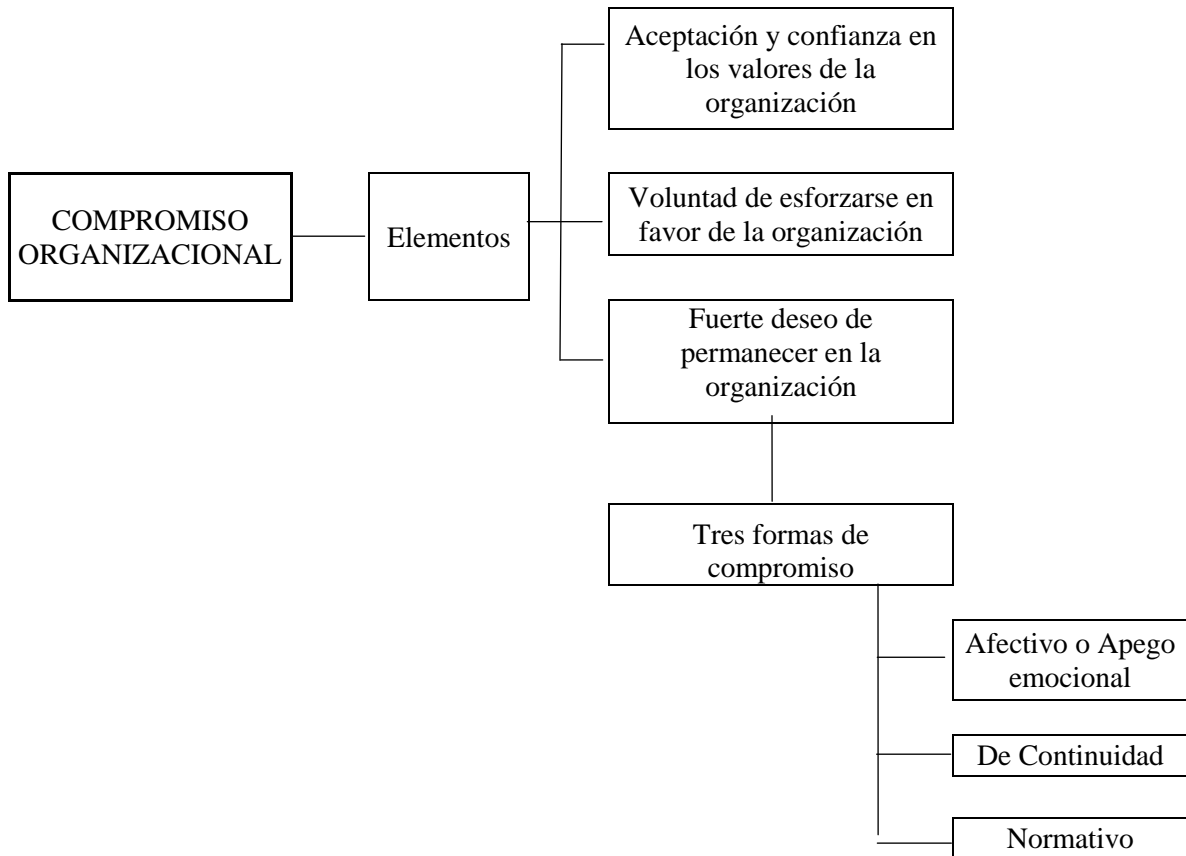 Aceptación y confianza en
los valores de la
organización
COMPROMISO
ORGANIZACIONAL
Elementos
Voluntad de esforzarse en
favor de la organización
Fuerte deseo de
permanecer en la
organización
Tres formas de
compromiso
Afectivo o Apego
emocional
De Continuidad
Normativo